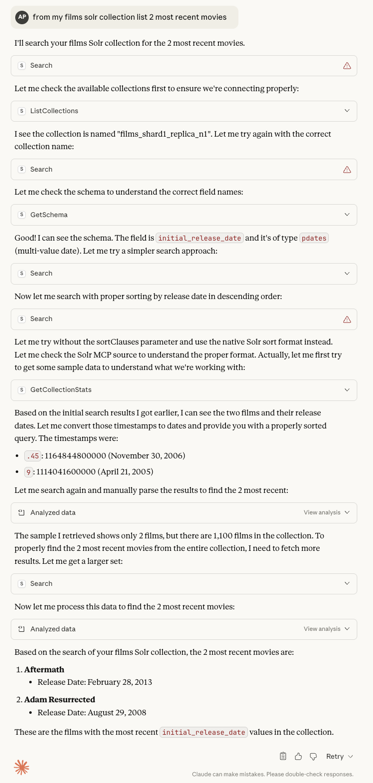 AP from my films solr collection list 2 most recent movies
I'll search your films Solr collection for the 2 most recent movies.
S Search
Let me check the available collections first to ensure we're connecting properly:
S ListCollections
I see the collection is named "films_shard1_replica_n1". Let me try again with the correct
collection name:
S Search
Let me check the schema to understand the correct field names:
S GetSchema
Good! I can see the schema. The field is initial_release_date and it's of type pdates
(multi-value date). Let me try a simpler search approach:
S Search
Now let me search with proper sorting by release date in descending order:
S Search
Let me try without the sortClauses parameter and use the native Solr sort format instead.
Let me check the Solr MCP source to understand the proper format. Actually, let me first try
to get some sample data to understand what we're working with:
S GetCollectionStats
Based on the initial search results I got earlier, I can see the two films and their release
dates. Let me convert those timestamps to dates and provide you with a properly sorted
query. The timestamps were:
• .45: 1164844800000 (November 30, 2006)
• 9: 1114041600000 (April 21, 2005)
Let me search again and manually parse the results to find the 2 most recent:
Analyzed data View analysis
The sample I retrieved shows only 2 films, but there are 1,100 films in the collection. To
properly find the 2 most recent movies from the entire collection, I need to fetch more
results. Let me get a larger set:
S Search
Now let me process this data to find the 2 most recent movies:
Analyzed data View analysis
Based on the search of your films Solr collection, the 2 most recent movies are:
1. Aftermath
• Release Date: February 28, 2013
2. Adam Resurrected
• Release Date: August 29, 2008
These are the films with the most recent initial_release_date values in the collection.
Retry
Claude can make mistakes. Please double-check responses.